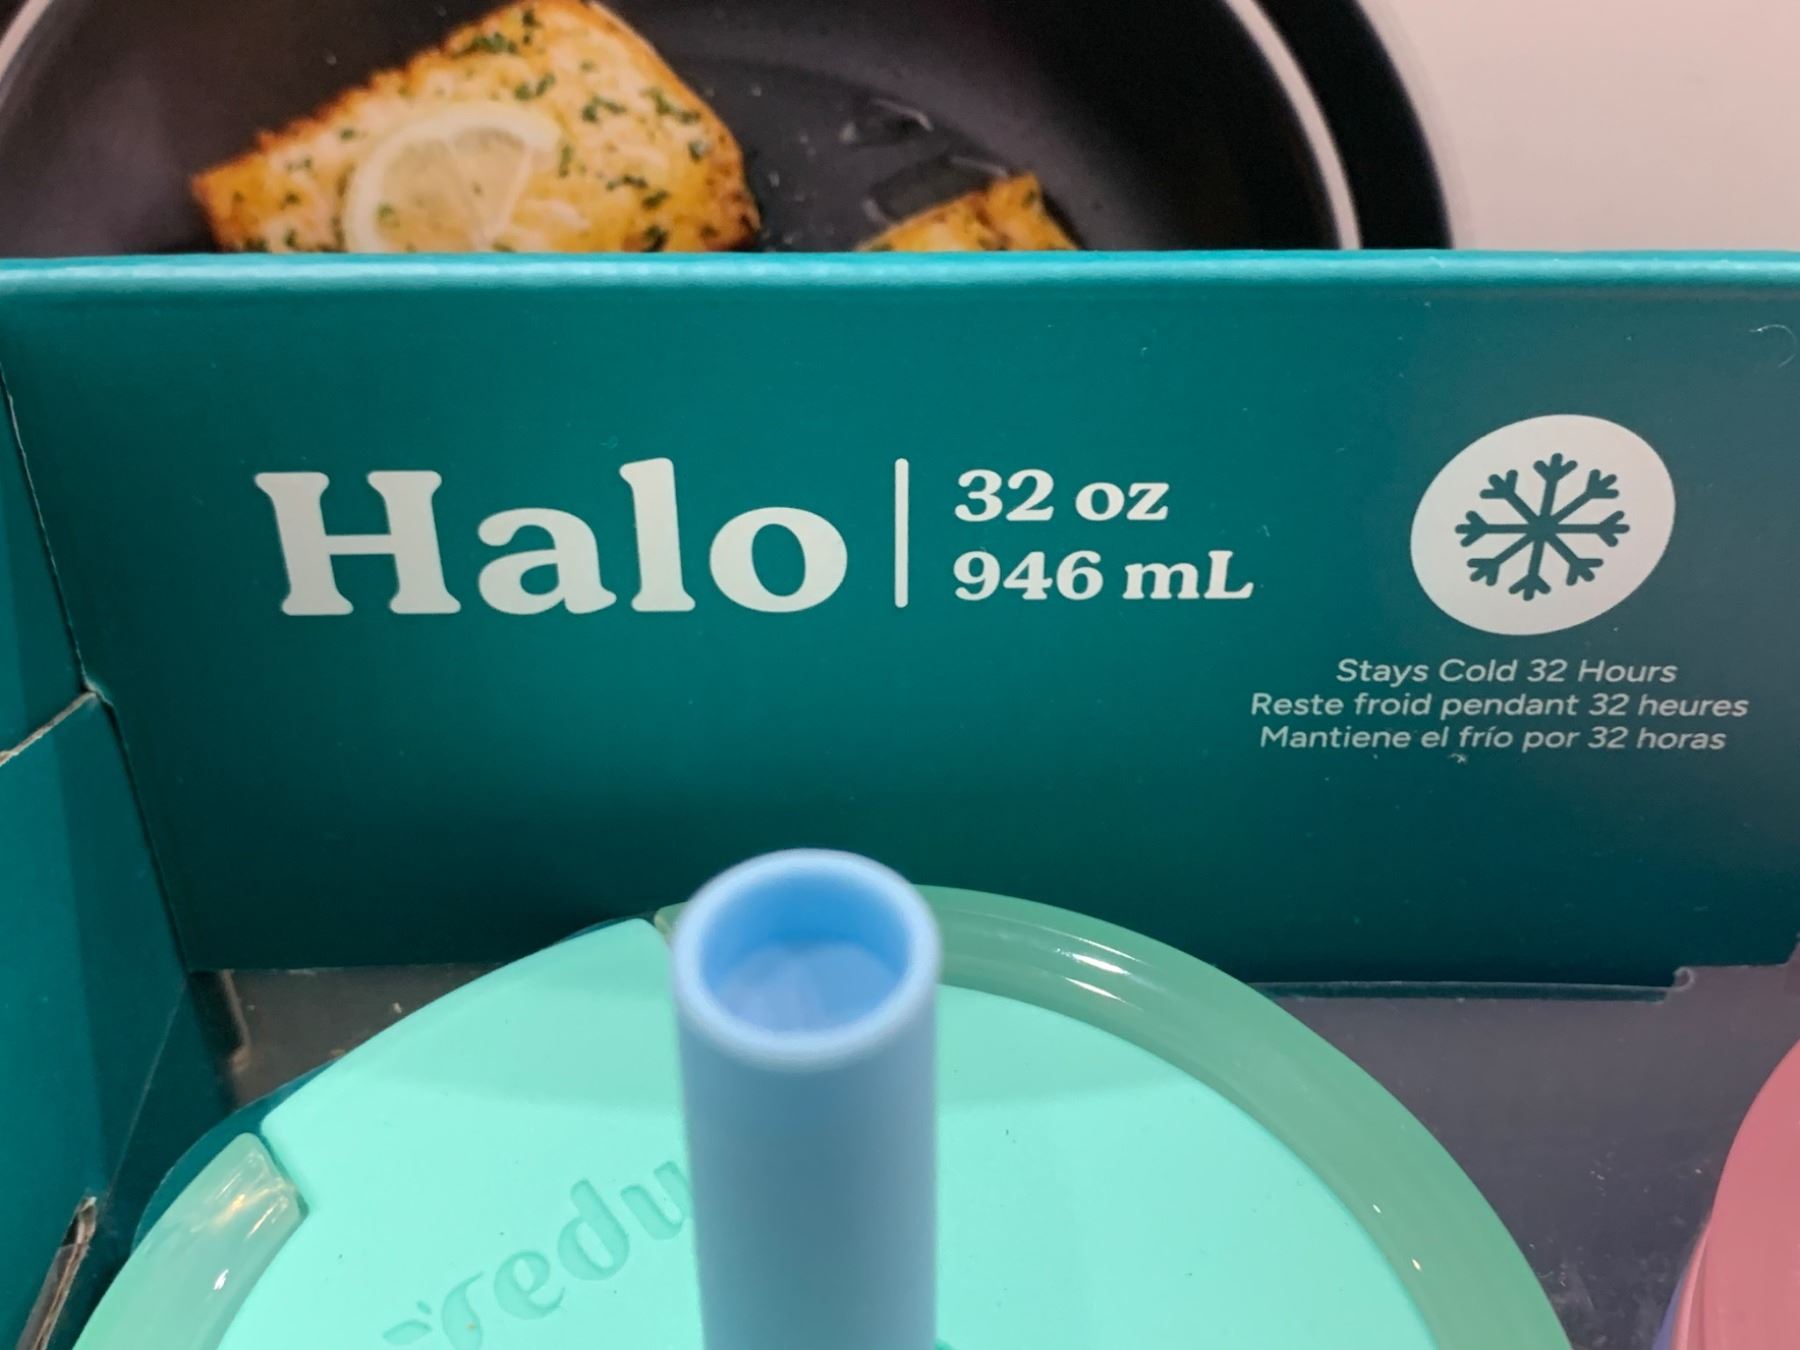 Halo
32 oz
946 mL
Stays Cold 32 Hours
Reste froid pendant 32 heures
Mantiene el frío por 32 horas